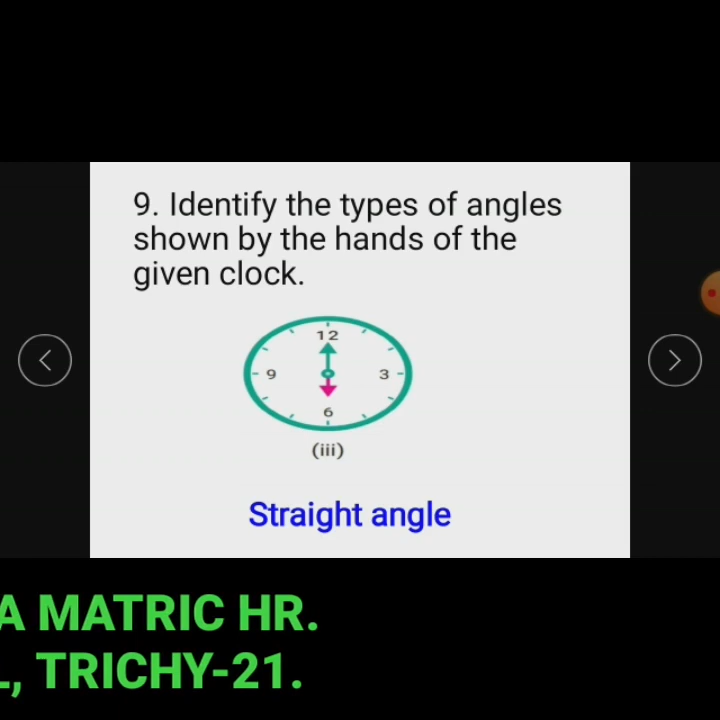 9. Identify the types of angles
shown by the hands of the
given clock.
12
9
3
6
(iii)
Straight angle
A MATRIC HR.
, TRICHY-21.